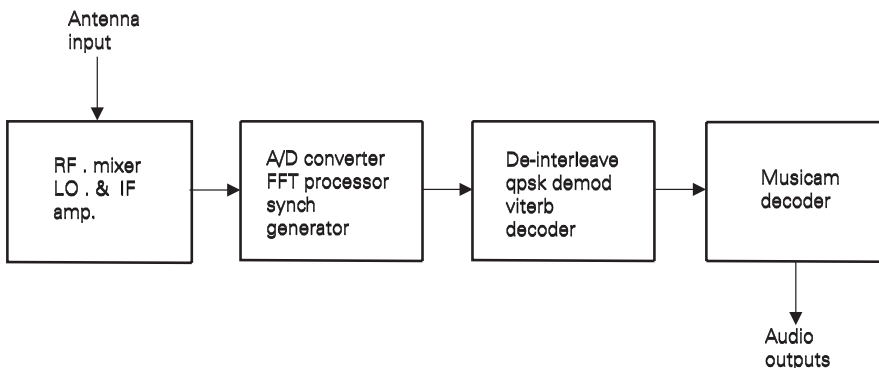 Antenna
input
RF . mixer
LO . & IF
amp.
A/D converter
FFT processor
synch
generator
De-interleave
qpsk demod
viterb
decoder
Musicam
decoder
Audio
outputs